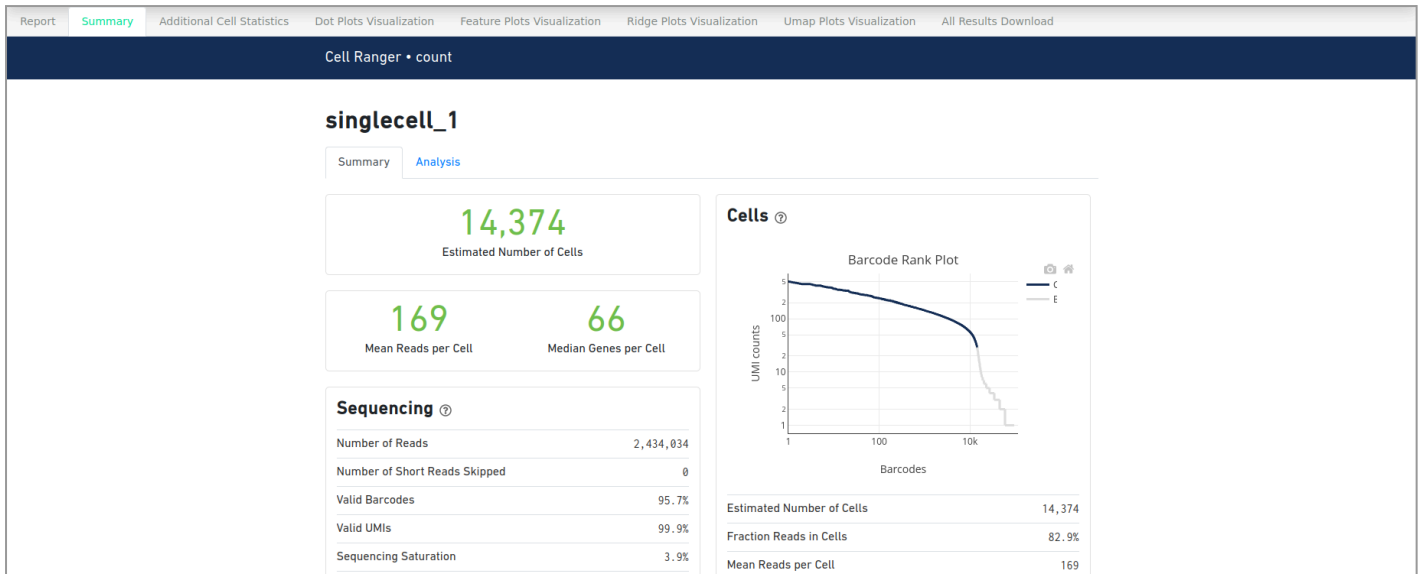 Report Summary Additional Cell Statistics Dot Plots Visualization Feature Plots Visualization Ridge Plots Visualization Umap Plots Visualization All Results Download
Cell Ranger • count
singlecell_1
Summary Analysis
14,374
Estimated Number of Cells
169 66
Mean Reads per Cell Median Genes per Cell
Sequencing ?
Number of Reads 2,434,034
Number of Short Reads Skipped 0
Valid Barcodes 95.7%
Valid UMIs 99.9%
Sequencing Saturation 3.9%
Cells ?
Barcode Rank Plot
C
E
UMI counts
5
2
100
5
2
10
5
2
1
1 100 10k
Barcodes
Estimated Number of Cells 14,374
Fraction Reads in Cells 82.9%
Mean Reads per Cell 169